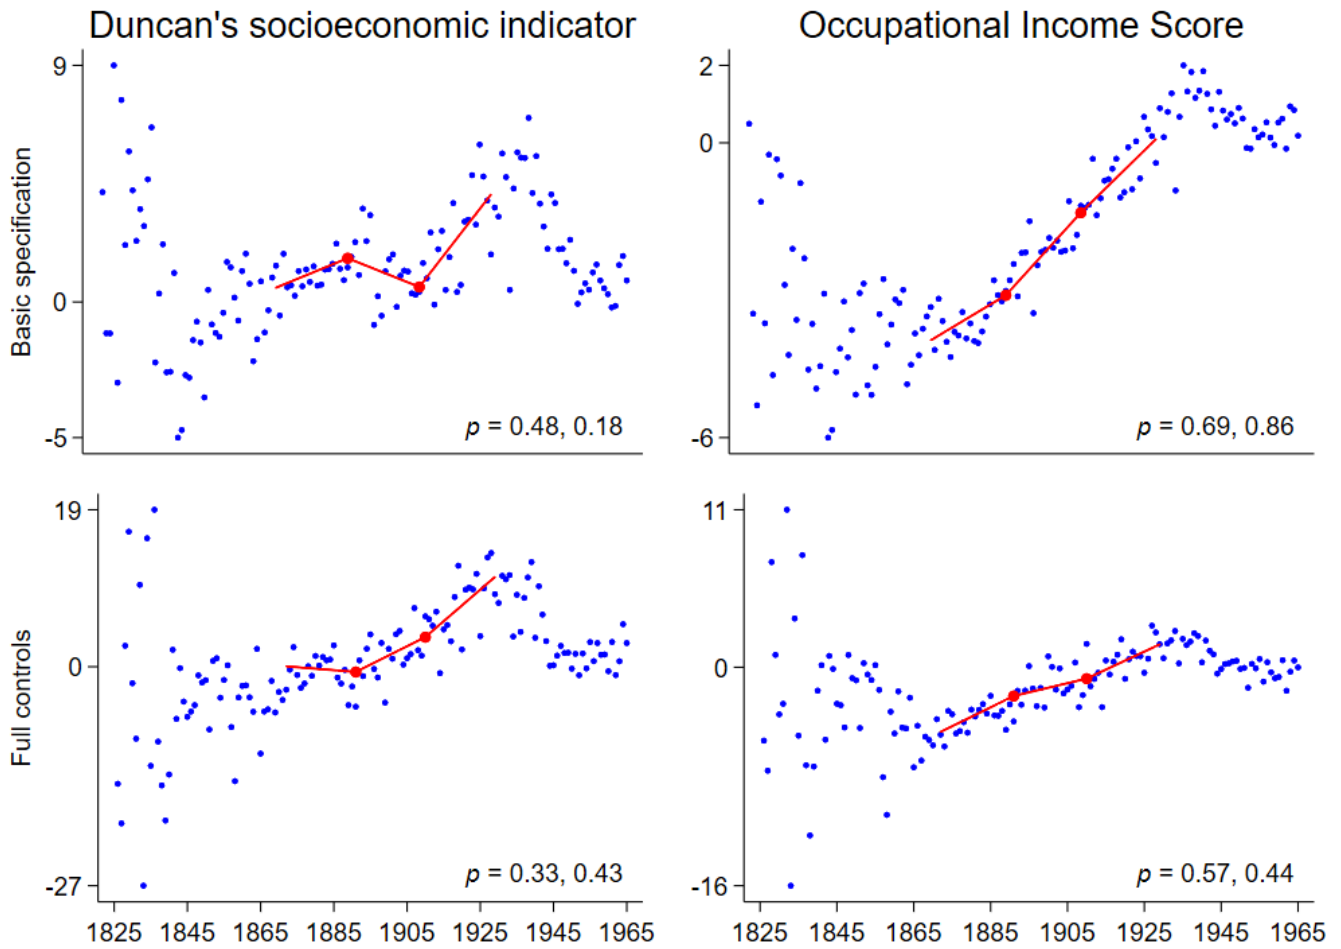 Duncan's socioeconomic indicator
Occupational Income Score
Basic specification
9
0
-5
p = 0.48, 0.18
2
0
-6
p = 0.69, 0.86
Full controls
19
0
-27
p = 0.33, 0.43
1825 1845 1865 1885 1905 1925 1945 1965
11
0
-16
p = 0.57, 0.44
1825 1845 1865 1885 1905 1925 1945 1965